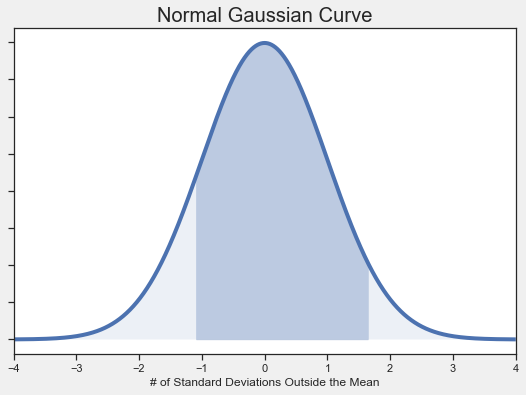 Normal Gaussian Curve
−4 −3 −2 −1 0 1 2 3 4
# of Standard Deviations Outside the Mean